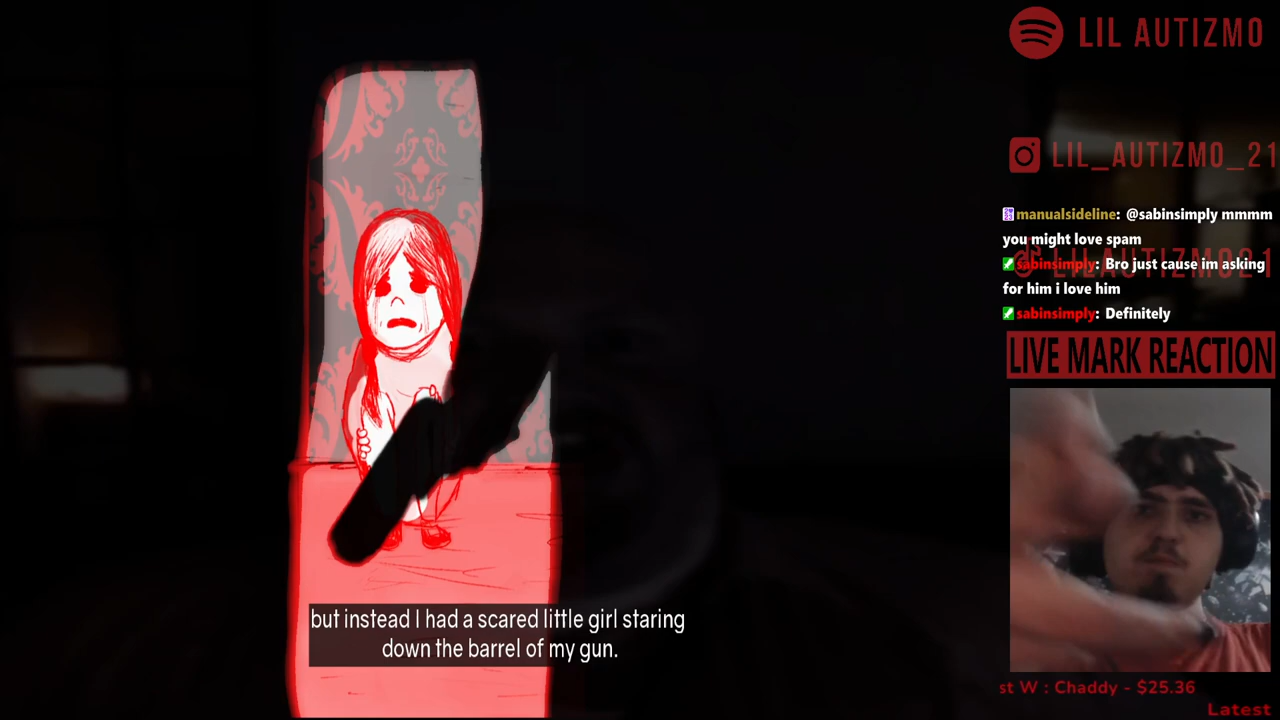 LIL AUTIZMO
LIL_AUTIZMO_21
manualsideline: @sabinsimply mmmm
you might love spam
sabinsimply: Bro just cause im asking
for him i love him
sabinsimply: Definitely
LIVE MARK REACTION
but instead I had a scared little girl staring
down the barrel of my gun.
st W : Chaddy - $25.36
Latest